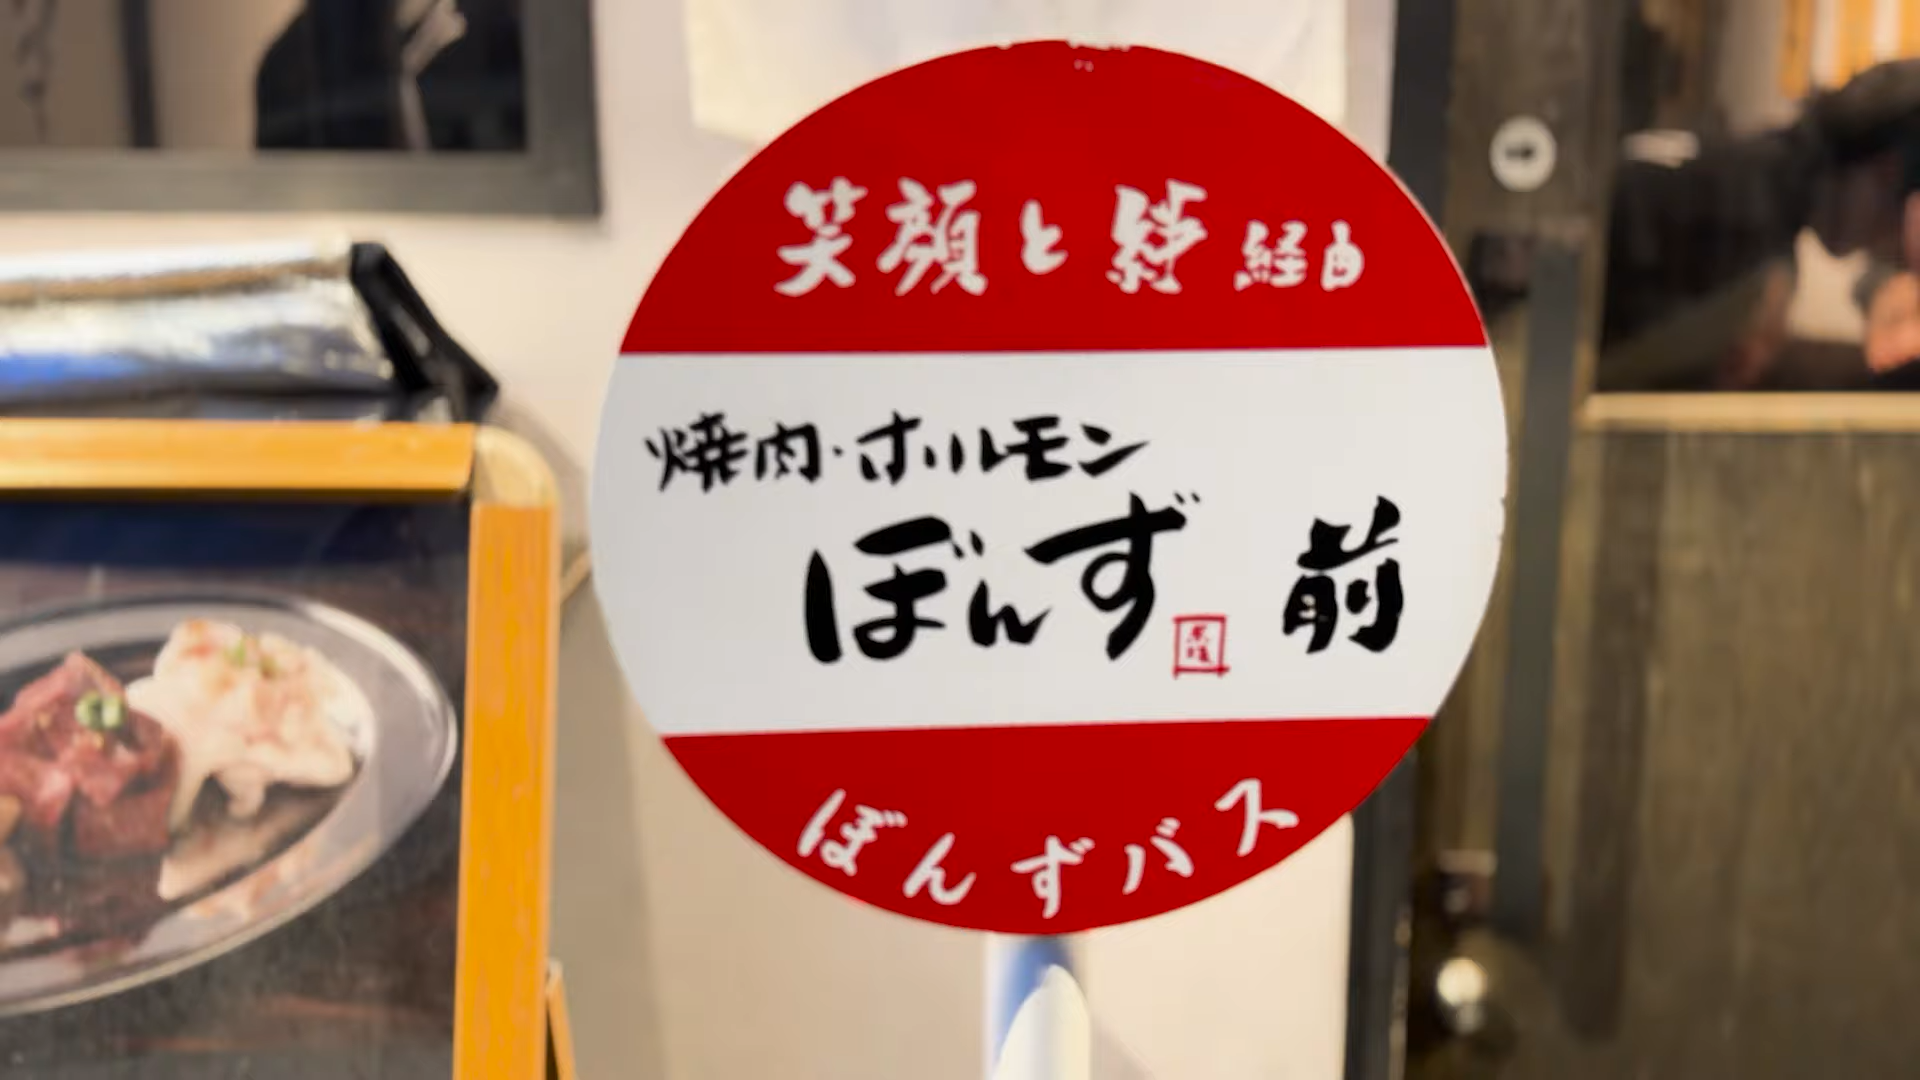 笑顔と絆 経由
焼肉・ホルモン
ぼんず 前
ぼんずバス